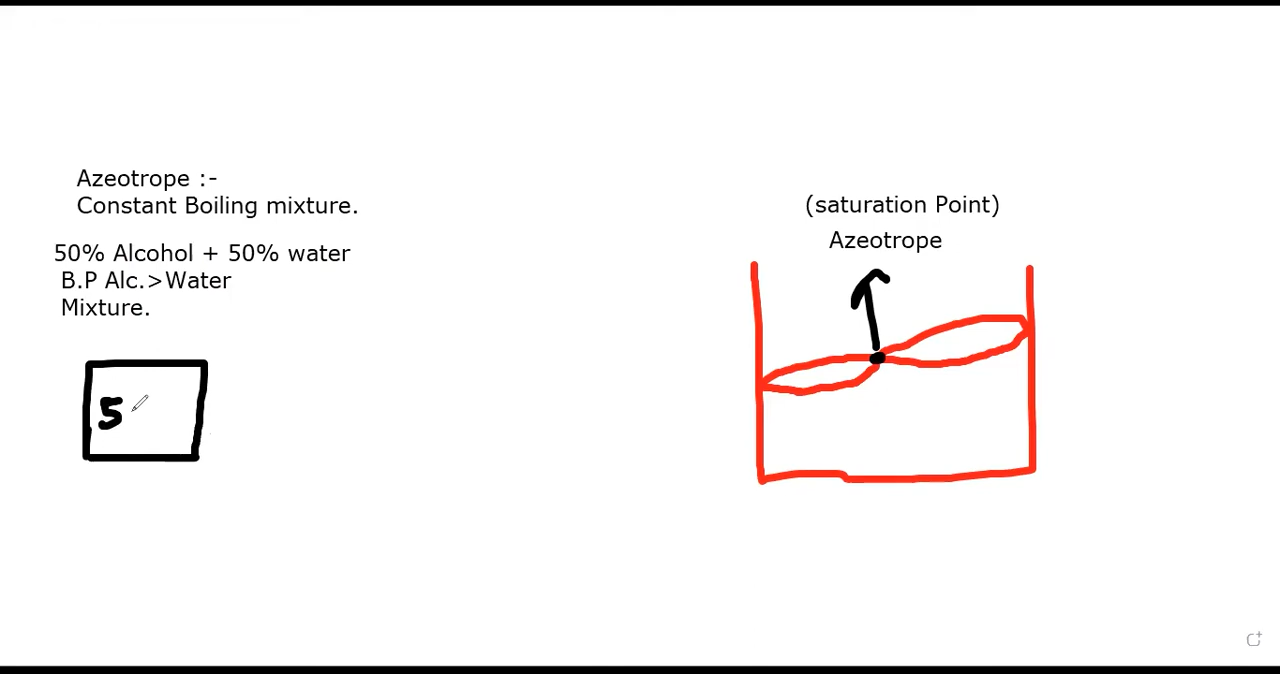 Azeotrope :-
Constant Boiling mixture.
50% Alcohol + 50% water
B.P Alc.>Water
Mixture.
5
(saturation Point)
Azeotrope